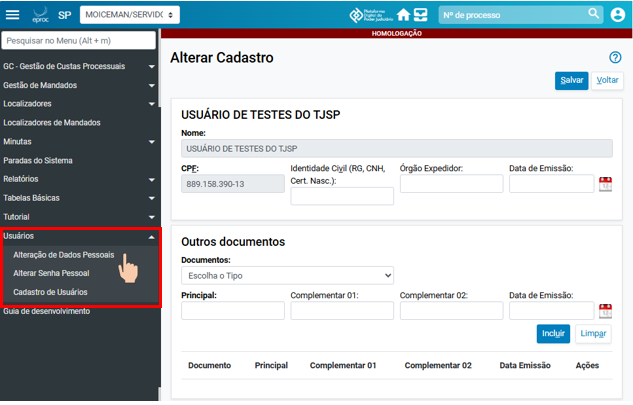 eproc SP MOICEMAN/SERVIDO Plataforma Digital do Poder Judiciário Nº de processo
HOMOLOGAÇÃO
Pesquisar no Menu (Alt + m)
GC - Gestão de Custas Processuais
Gestão de Mandados
Localizadores
Localizadores de Mandados
Minutas
Paradas do Sistema
Relatórios
Tabelas Básicas
Tutorial
Usuários
Alteração de Dados Pessoais
Alterar Senha Pessoal
Cadastro de Usuários
Guia de desenvolvimento
Alterar Cadastro
Salvar Voltar
USUÁRIO DE TESTES DO TJSP
Nome:
USUÁRIO DE TESTES DO TJSP
CPF: Identidade Civil (RG, CNH, Cert. Nasc.): Órgão Expedidor: Data de Emissão:
889.158.390-13
Outros documentos
Documentos:
Escolha o Tipo
Principal: Complementar 01: Complementar 02: Data de Emissão:
Incluir Limpar
Documento Principal Complementar 01 Complementar 02 Data Emissão Ações